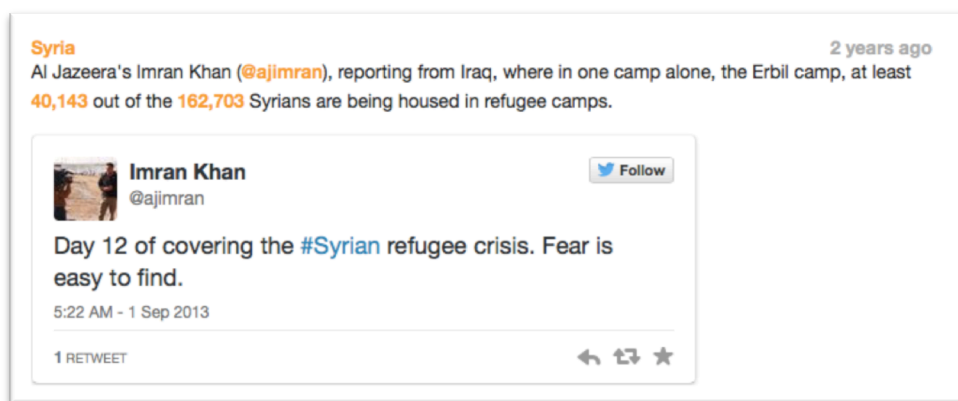 Syria 2 years ago
Al Jazeera's Imran Khan (@ajimran), reporting from Iraq, where in one camp alone, the Erbil camp, at least
40,143 out of the 162,703 Syrians are being housed in refugee camps.
Imran Khan
@ajimran
Follow
Day 12 of covering the #Syrian refugee crisis. Fear is
easy to find.
5:22 AM - 1 Sep 2013
1 RETWEET